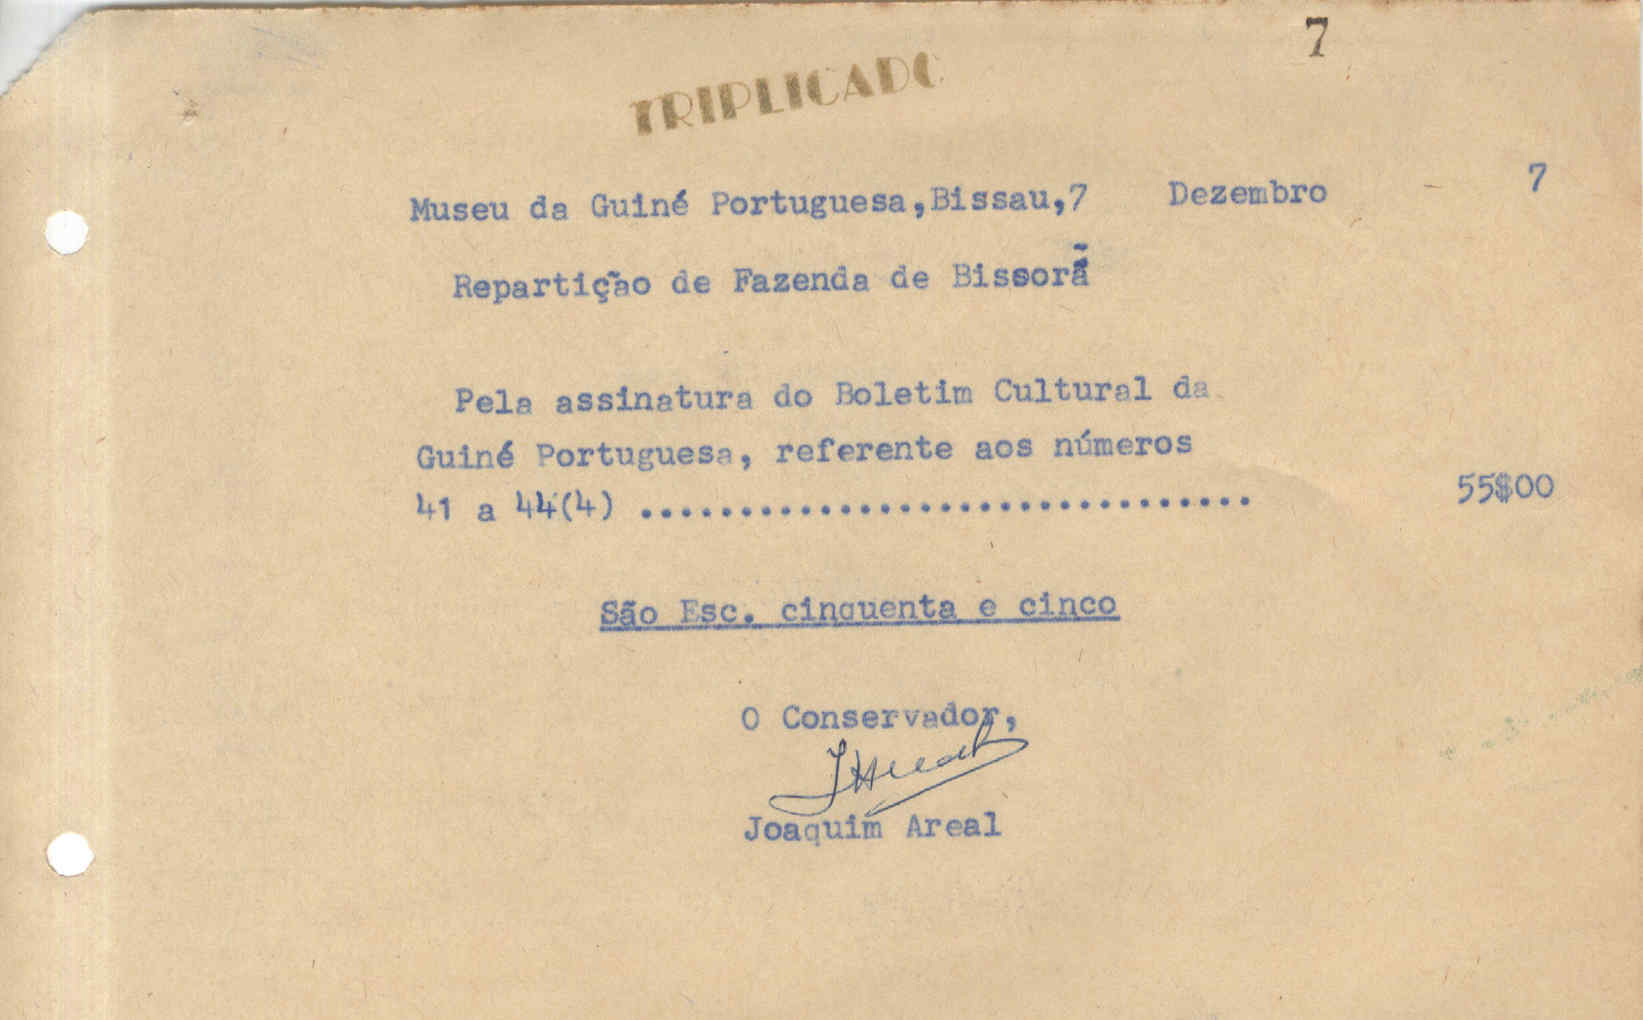 7
TRIPLICADO
Museu da Guiné Portuguesa,Bissau,7 Dezembro 7
Repartição de Fazenda de Bissorã
Pela assinatura do Boletim Cultural da
Guiné Portuguesa, referente aos números
41 a 44(4) ............................... 55$00
São Esc. cinquenta e cinco
O Conservador,
JAreal
Joaquim Areal